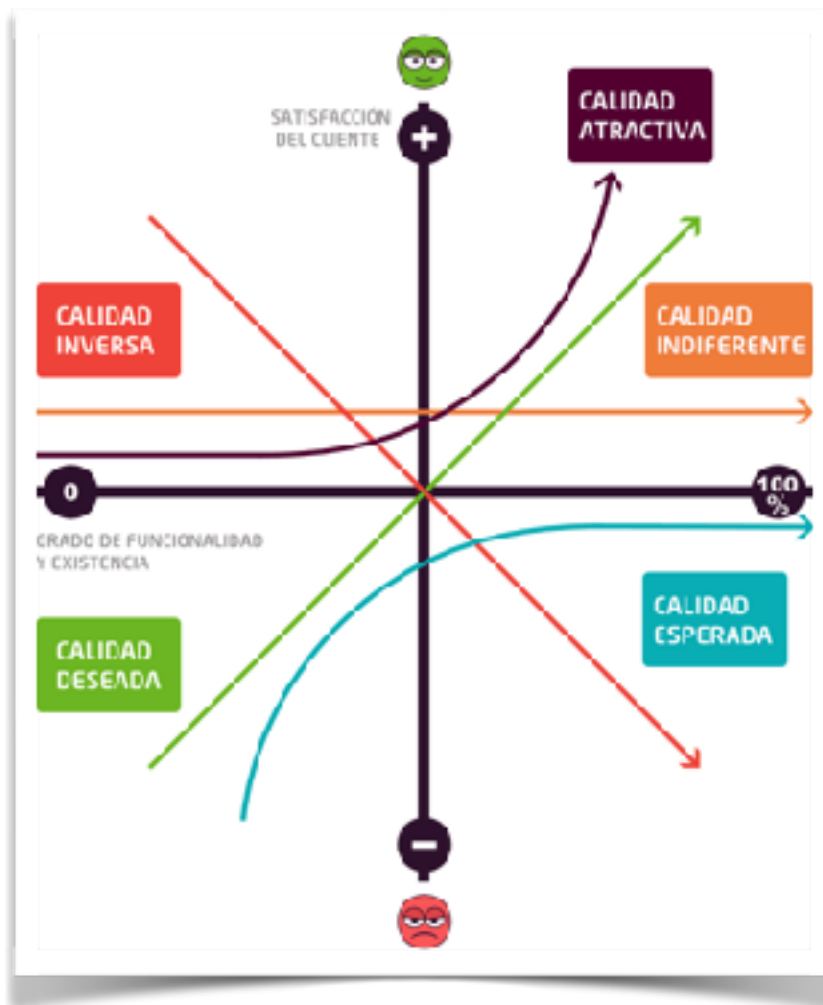 SATISFACCIÓN
DEL CLIENTE
+
CALIDAD
ATRACTIVA
CALIDAD
INVERSA
CALIDAD
INDIFERENTE
0
100
%
GRADO DE FUNCIONALIDAD
Y EXISTENCIA
CALIDAD
ESPERADA
CALIDAD
DESEADA
−